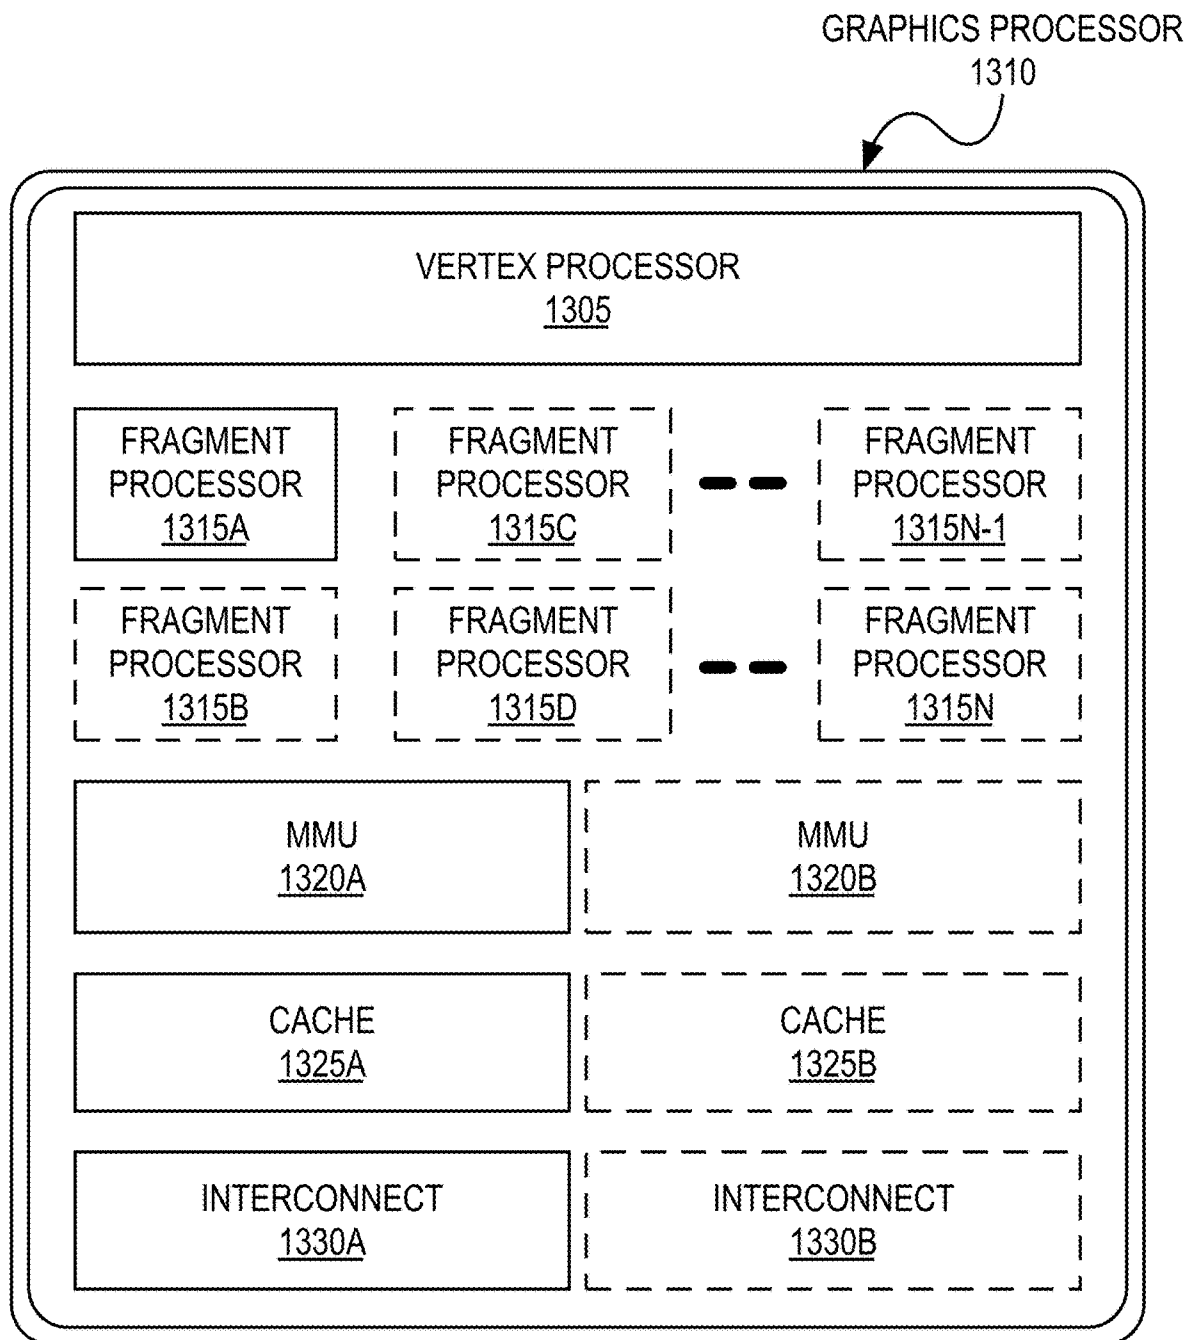 GRAPHICS PROCESSOR
1310
VERTEX PROCESSOR
1305
FRAGMENT
PROCESSOR
1315A
FRAGMENT
PROCESSOR
1315C
FRAGMENT
PROCESSOR
1315N-1
FRAGMENT
PROCESSOR
1315B
FRAGMENT
PROCESSOR
1315D
FRAGMENT
PROCESSOR
1315N
MMU
1320A
MMU
1320B
CACHE
1325A
CACHE
1325B
INTERCONNECT
1330A
INTERCONNECT
1330B